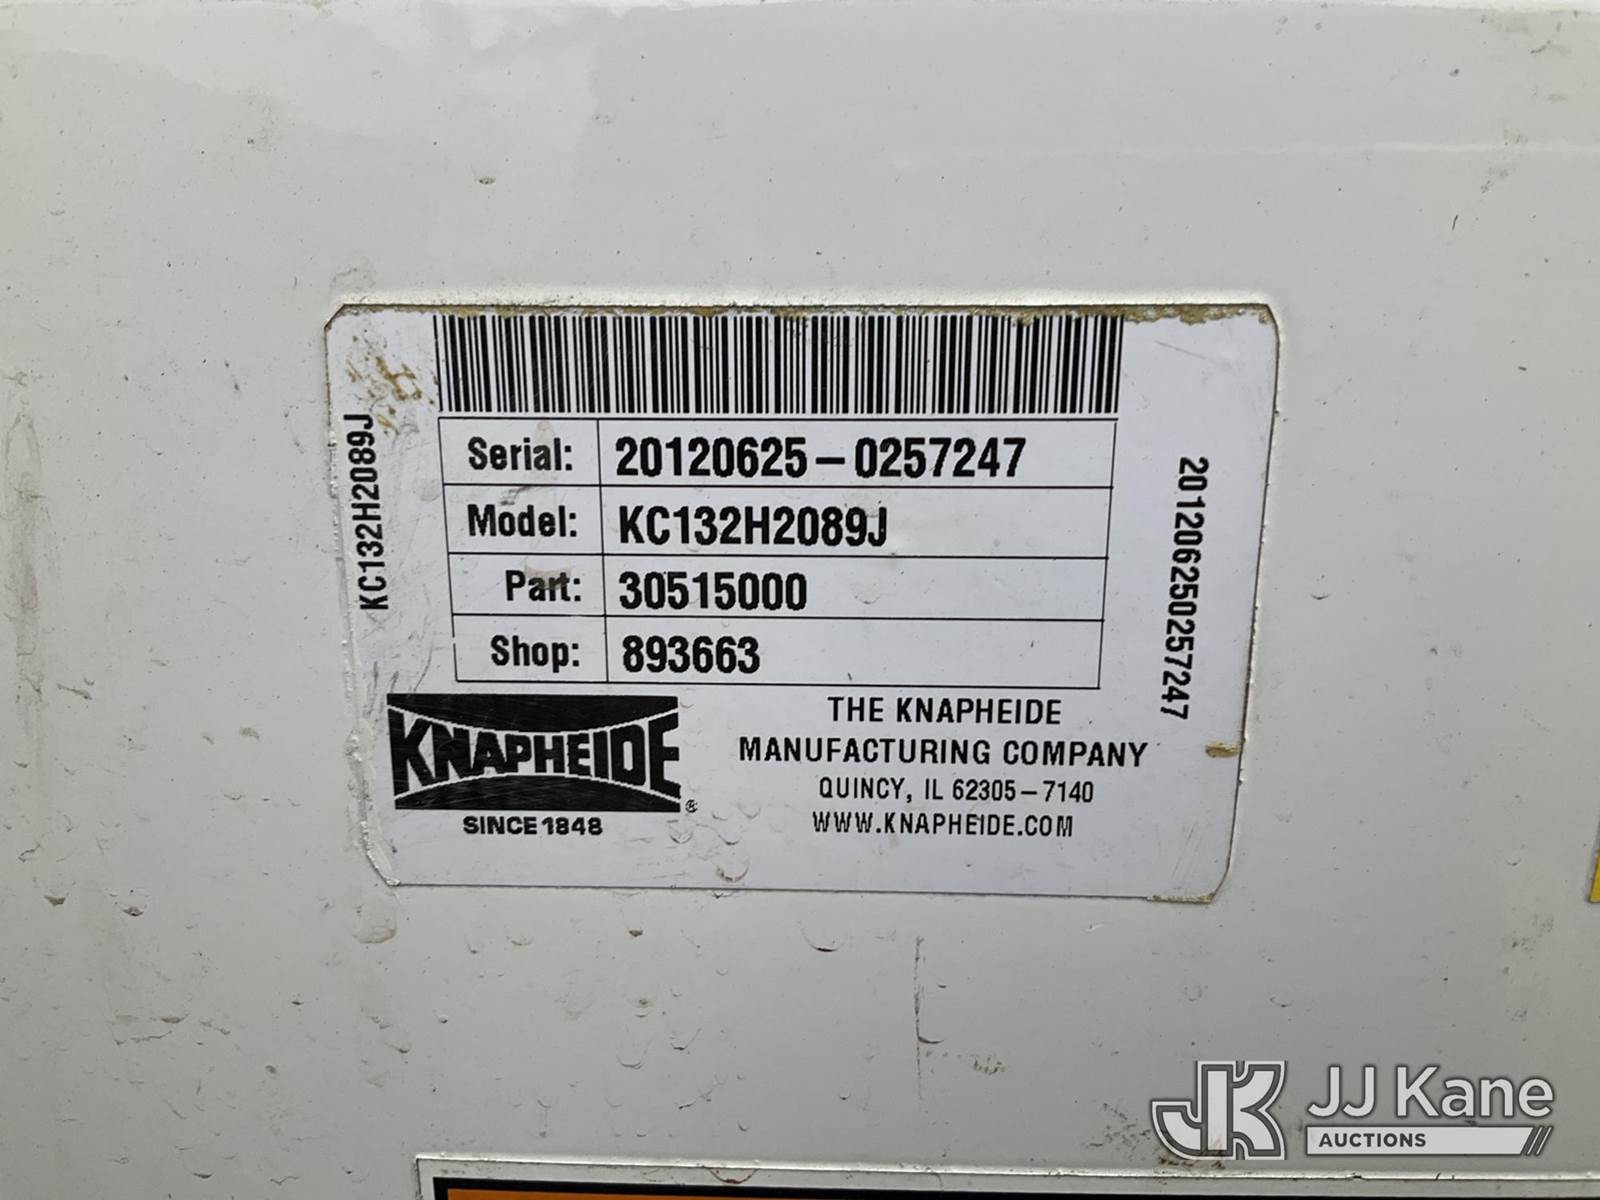 KC132H2089J
Serial: 20120625-0257247
Model: KC132H2089J
Part: 30515000
Shop: 893663
201206250257247
KNAPHEIDE®
SINCE 1848
THE KNAPHEIDE
MANUFACTURING COMPANY
QUINCY, IL 62305-7140
WWW.KNAPHEIDE.COM
JK JJ Kane
AUCTIONS